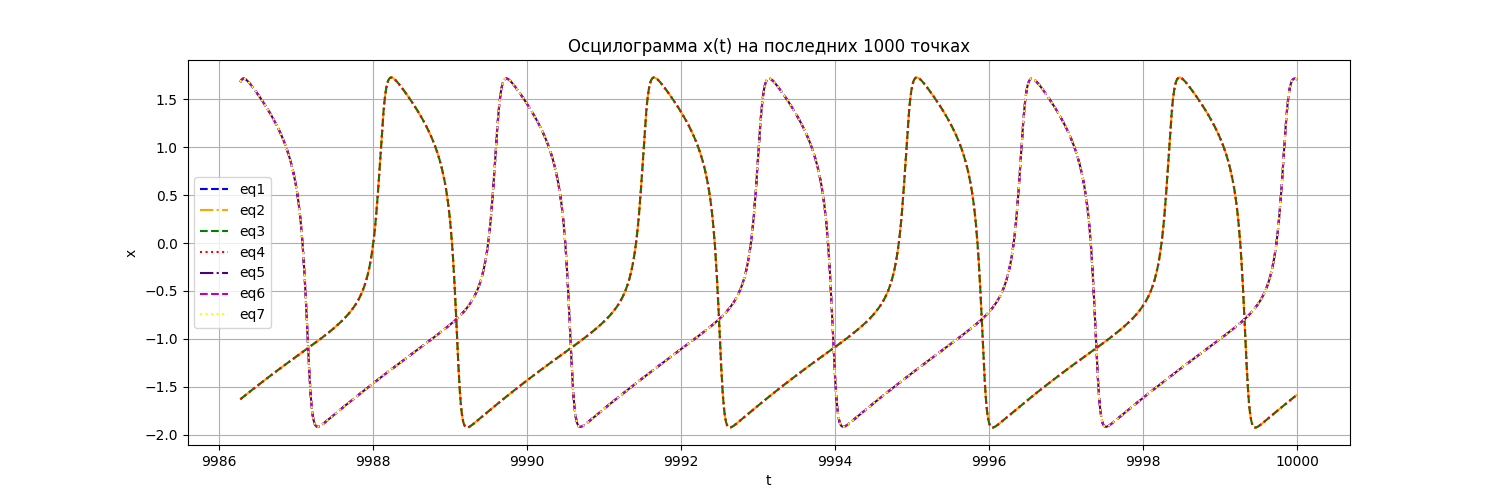 Осцилограмма x(t) на последних 1000 точках
x
1.5
1.0
0.5
0.0
−0.5
−1.0
−1.5
−2.0
eq1
eq2
eq3
eq4
eq5
eq6
eq7
9986 9988 9990 9992 9994 9996 9998 10000
t